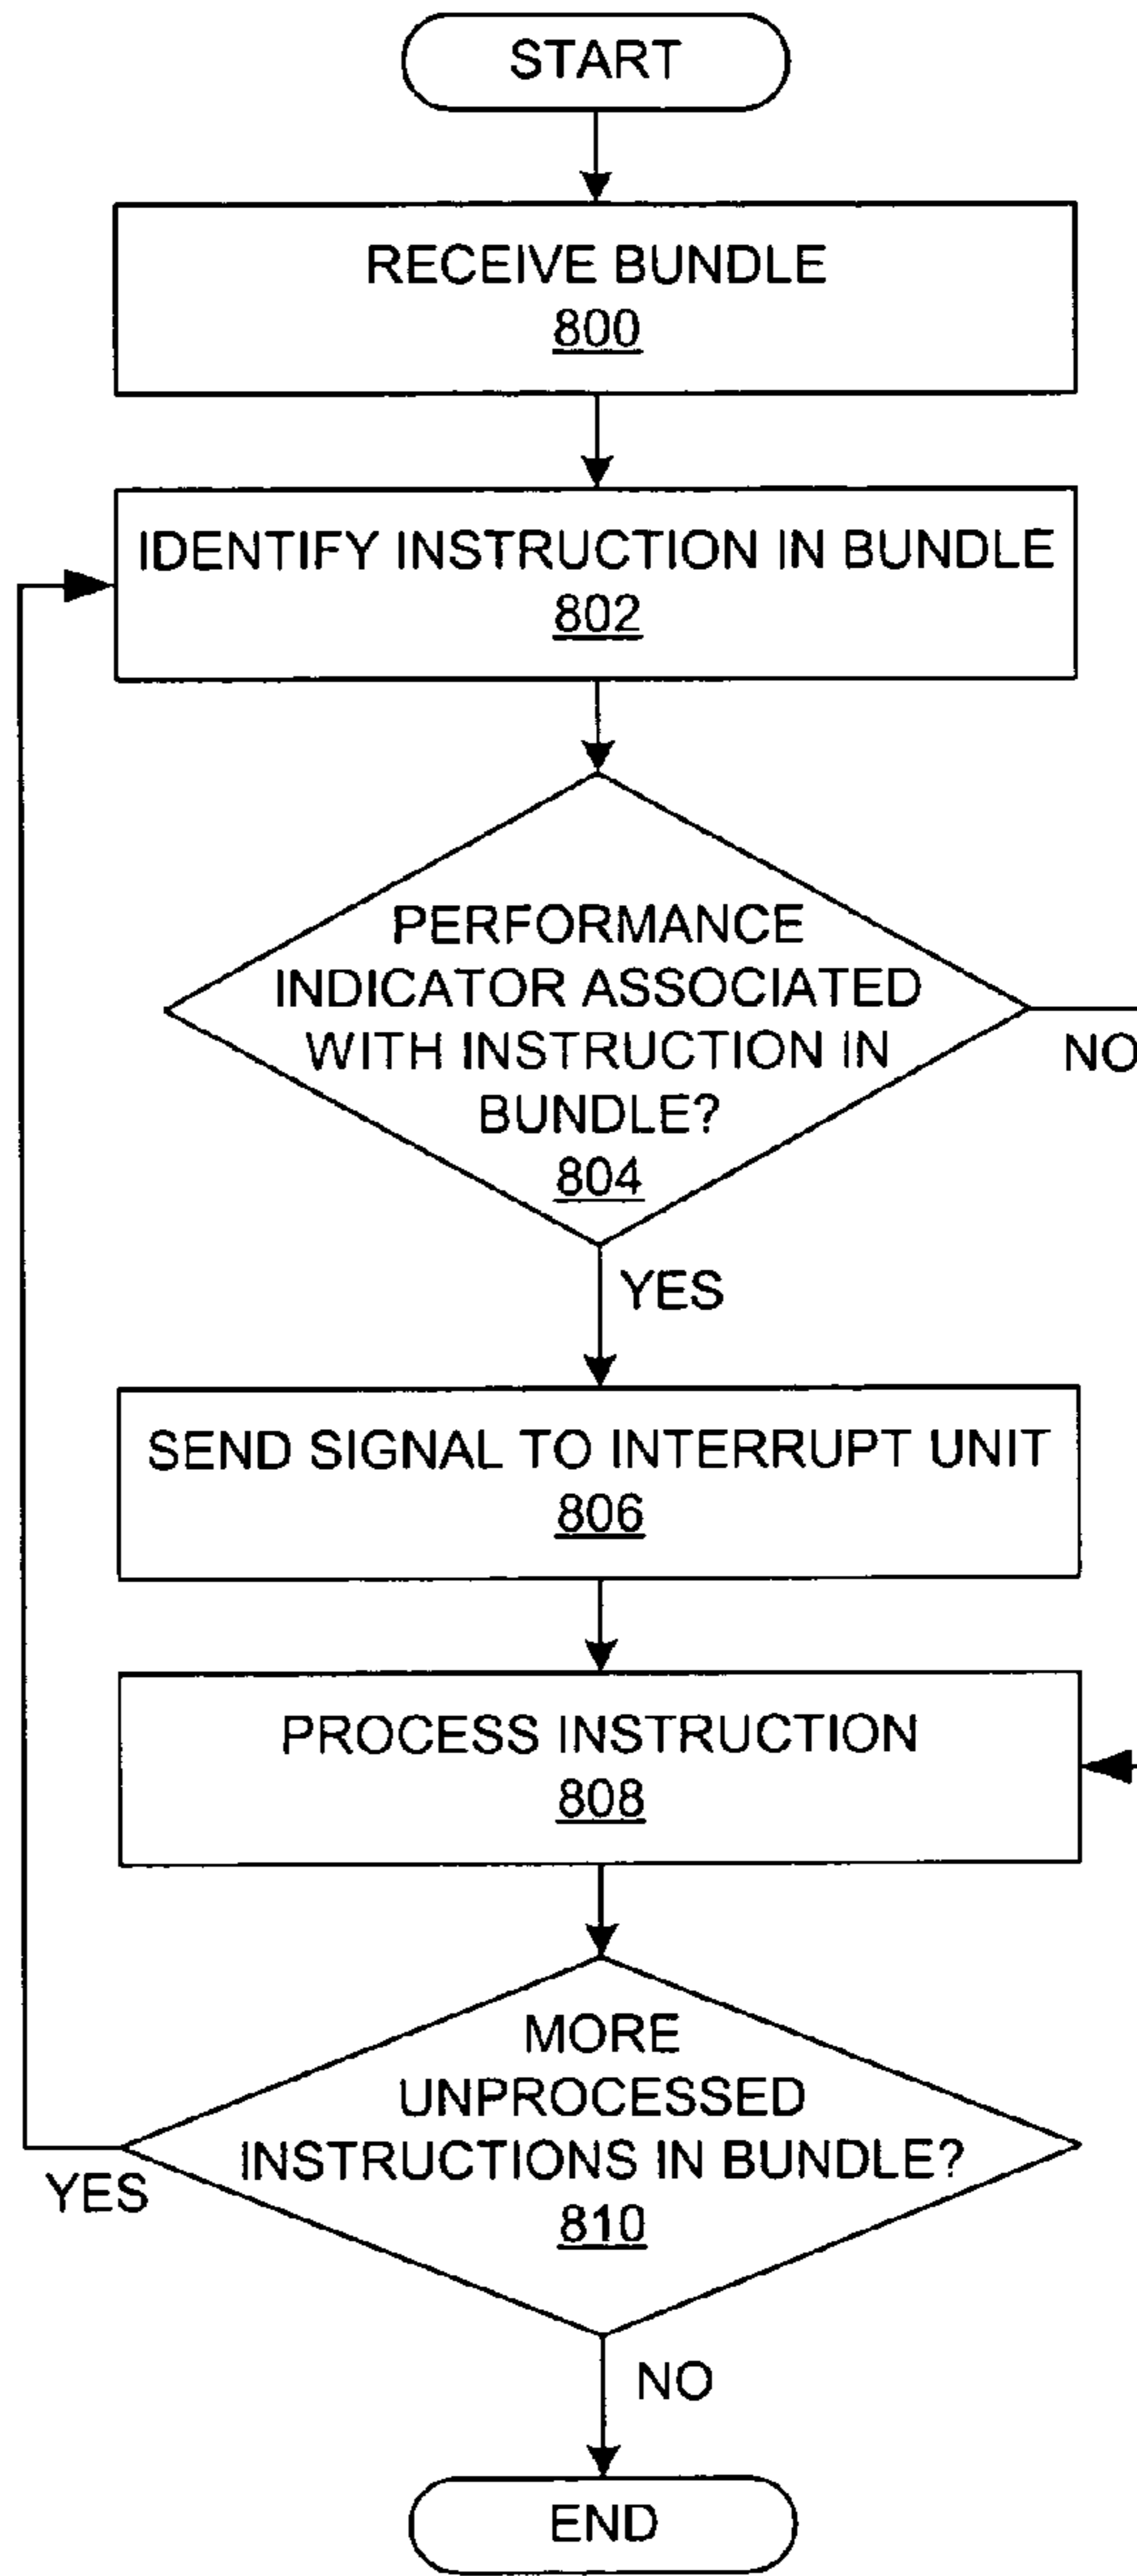 START
RECEIVE BUNDLE
800
IDENTIFY INSTRUCTION IN BUNDLE
802
PERFORMANCE
INDICATOR ASSOCIATED
WITH INSTRUCTION IN
BUNDLE?
804
NO
YES
SEND SIGNAL TO INTERRUPT UNIT
806
PROCESS INSTRUCTION
808
MORE
UNPROCESSED
INSTRUCTIONS IN BUNDLE?
810
YES
NO
END